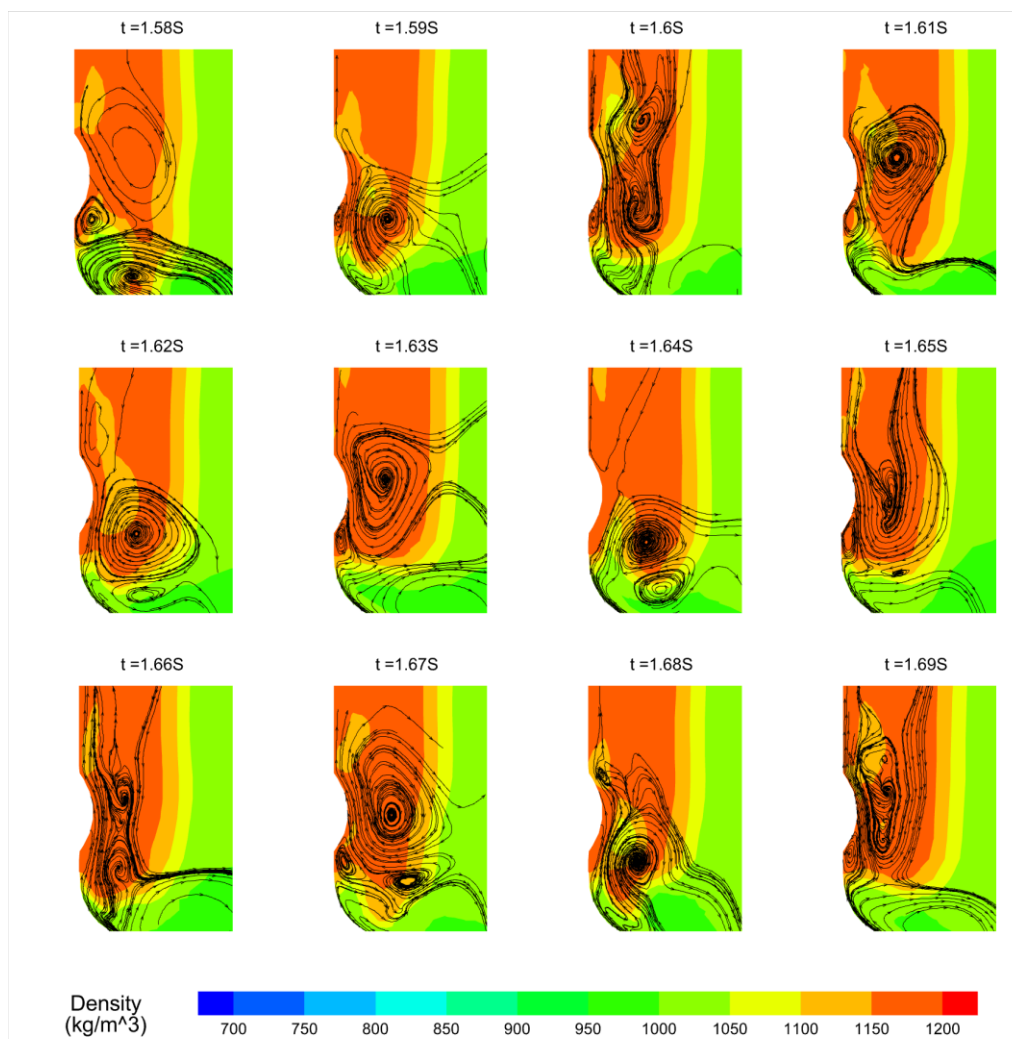 t =1.58S t =1.59S t =1.6S t =1.61S
t =1.62S t =1.63S t =1.64S t =1.65S
t =1.66S t =1.67S t =1.68S t =1.69S
Density
(kg/m^3)
700 750 800 850 900 950 1000 1050 1100 1150 1200